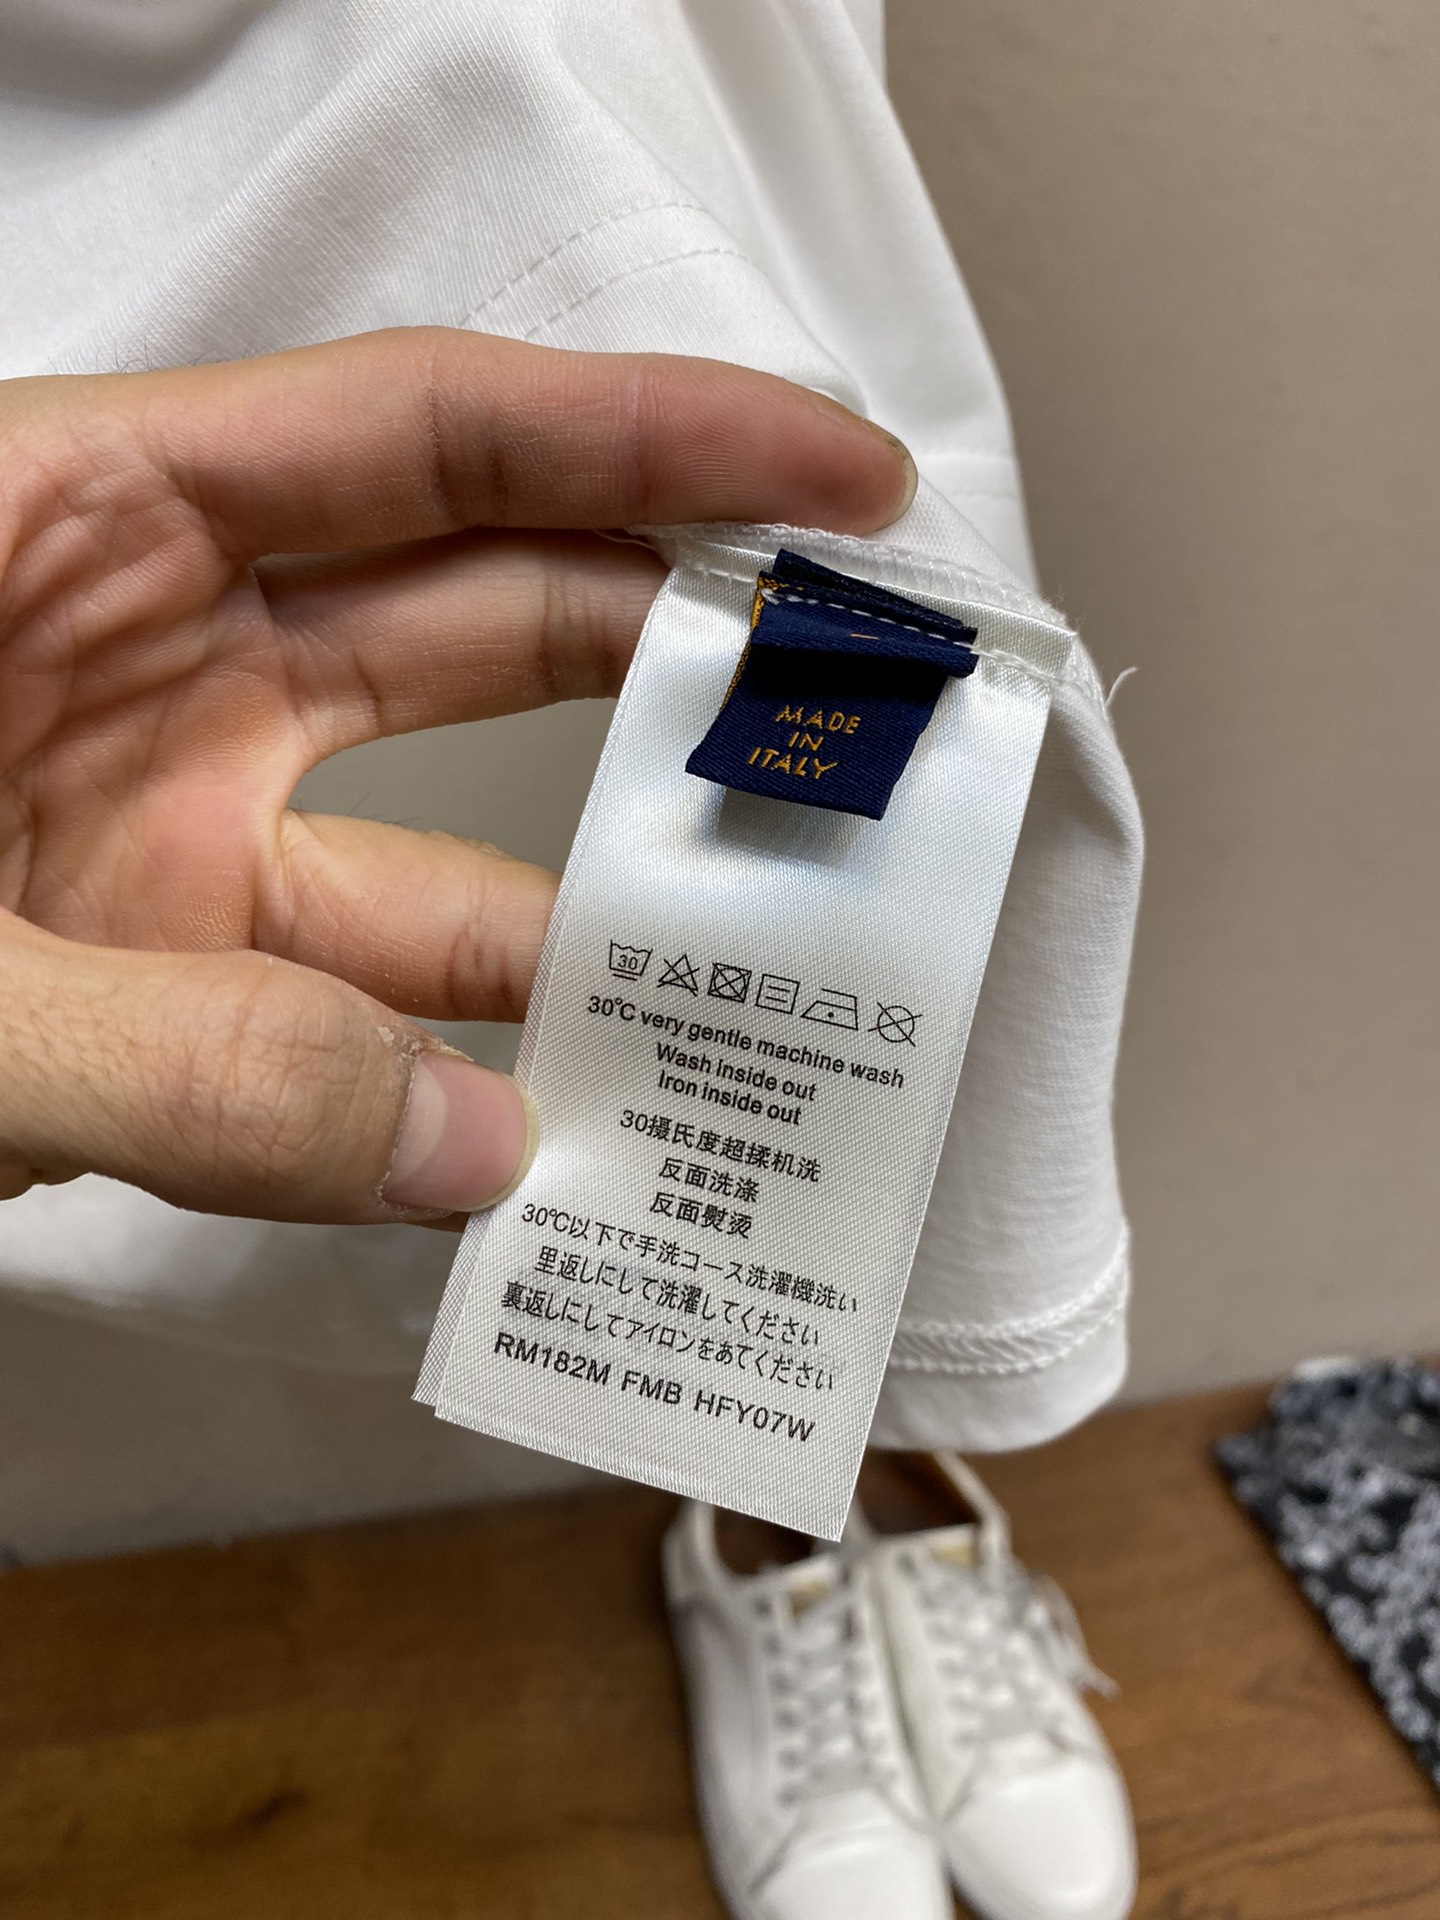 MADE
IN
ITALY
30
30℃ very gentle machine wash
Wash inside out
Iron inside out
30摄氏度超揉机洗
反面洗涤
反面熨烫
30℃以下で手洗コース洗濯機洗い
里返しにして洗濯してください
裏返しにしてアイロンをあてください
RM182M FMB HFY07W